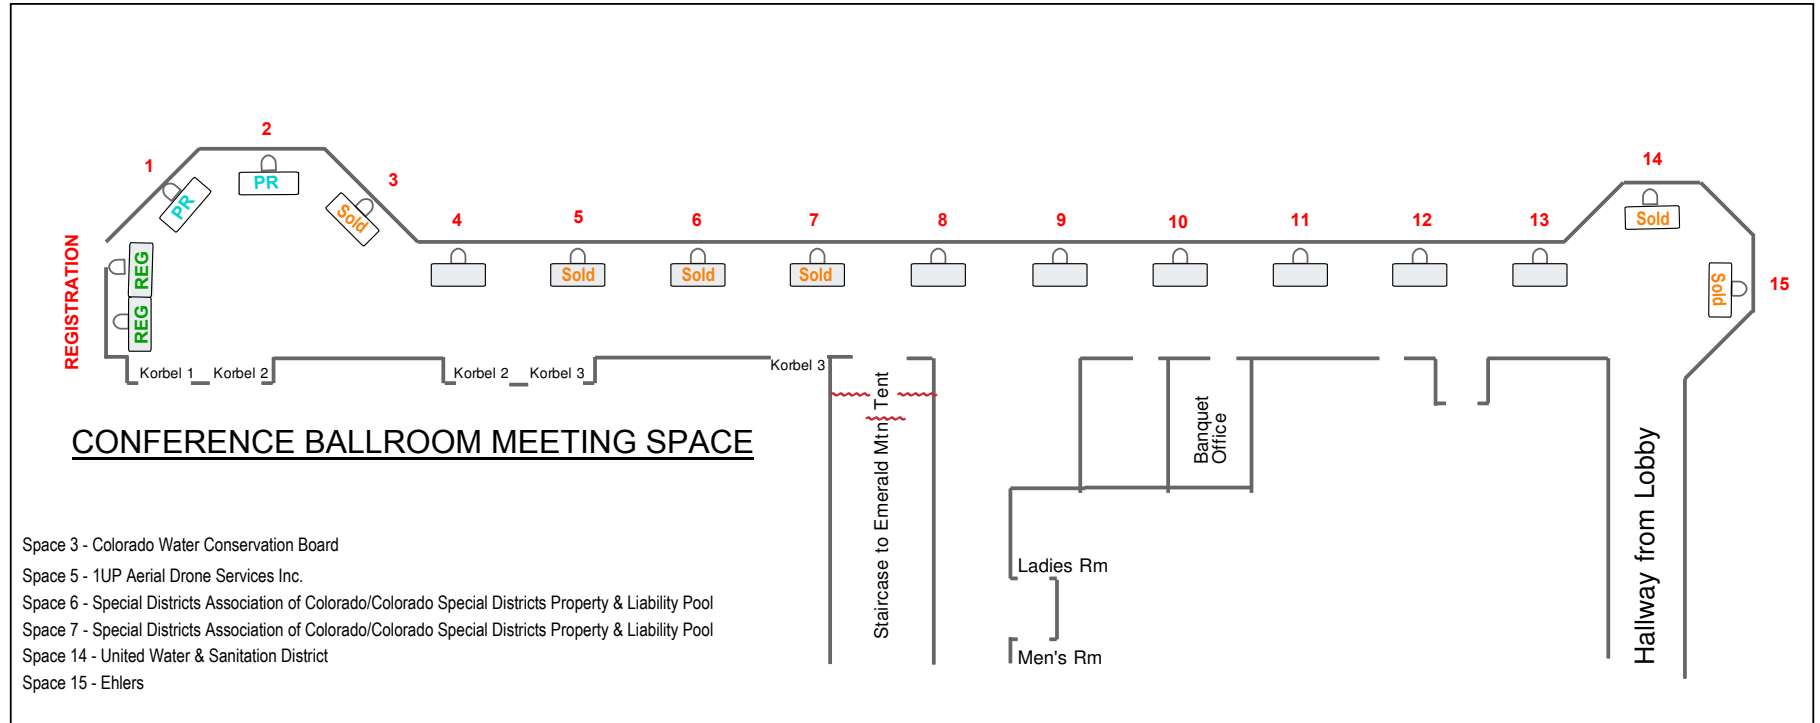 2
1
14
3
4
5
6
7
8
9
10
11
12
13
15
PR
PR
Sold
Sold
REGISTRATION
REG
REG
Sold
Sold
Sold
Sold
Korbel 1
Korbel 2
Korbel 2
Korbel 3
Korbel 3
CONFERENCE BALLROOM MEETING SPACE
Staircase to Emerald Mtn Tent
Banquet
Office
Hallway from Lobby
Ladies Rm
Men's Rm
Space 3 - Colorado Water Conservation Board
Space 5 - 1UP Aerial Drone Services Inc.
Space 6 - Special Districts Association of Colorado/Colorado Special Districts Property & Liability Pool
Space 7 - Special Districts Association of Colorado/Colorado Special Districts Property & Liability Pool
Space 14 - United Water & Sanitation District
Space 15 - Ehlers